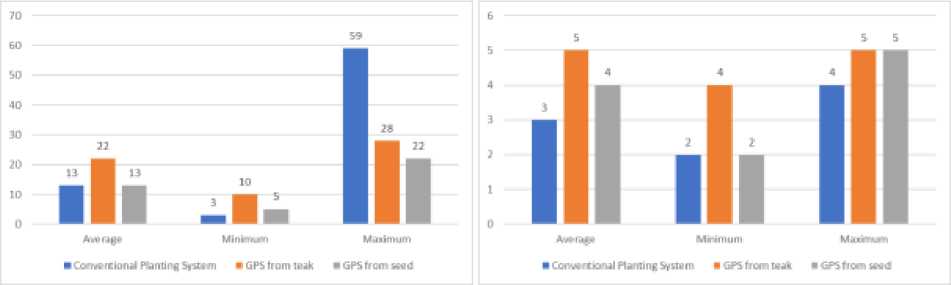 70
60
50
40
30
20
10
0
13
22
13
3
10
5
59
28
22
Average
Minimum
Maximum
Conventional Planting System
GPS from teak
GPS from seed
6
5
4
3
2
1
0
3
5
4
2
4
2
4
5
5
Average
Minimum
Maximum
Conventional Planting System
GPS from teak
GPS from seed